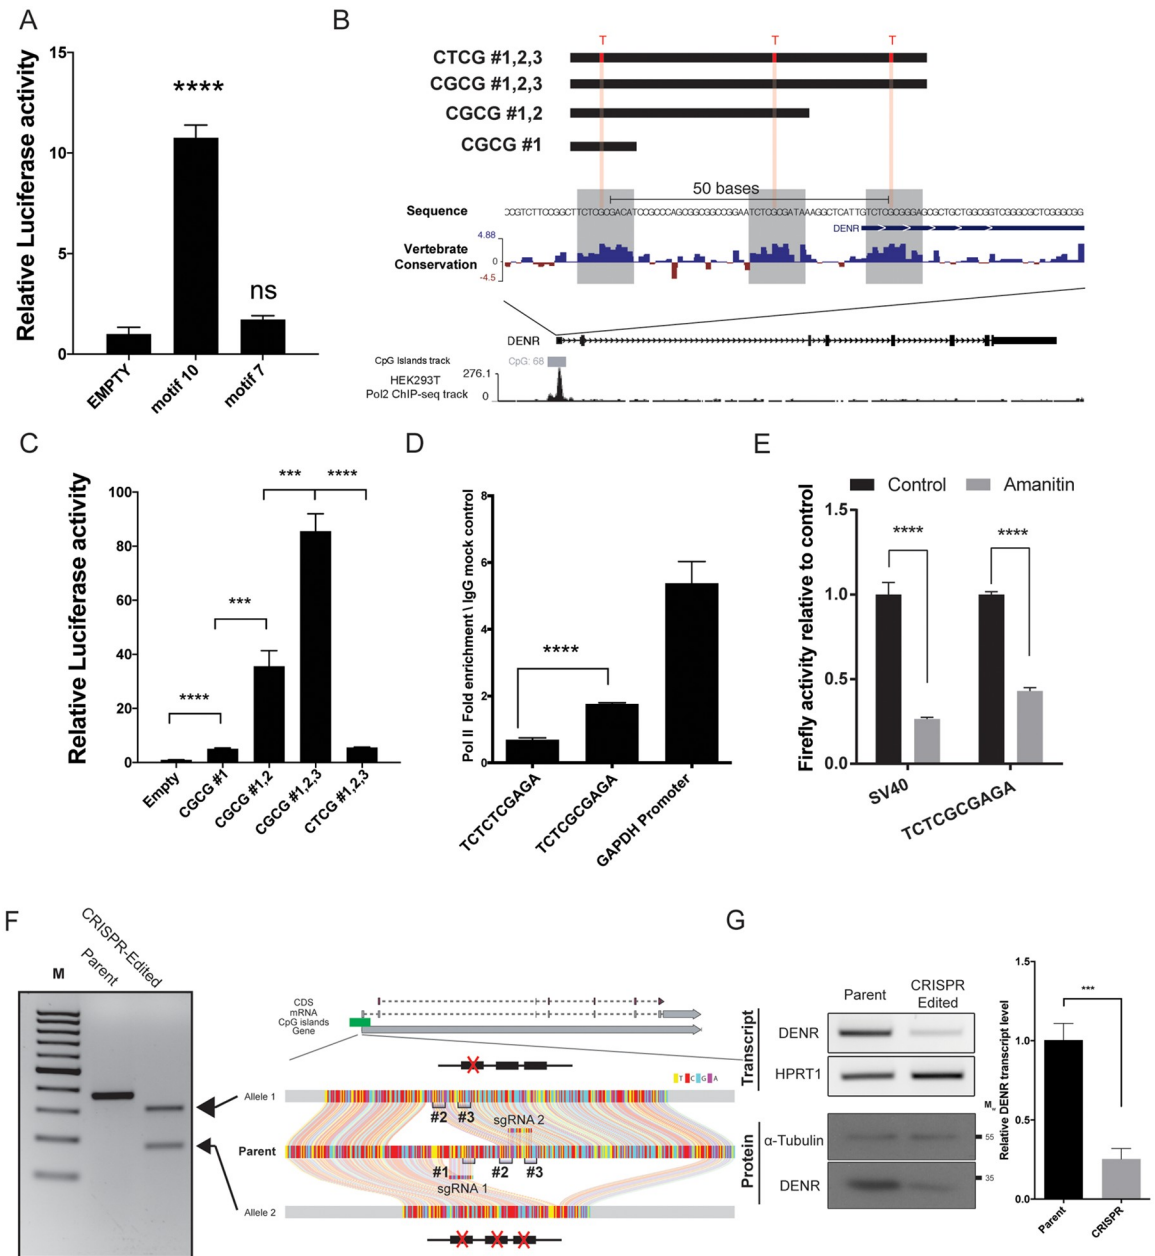 A
Relative Luciferase activity
15
10
5
0
****
ns
EMPTY
motif 10
motif 7
B
T T T
CTCG #1,2,3
CGCG #1,2,3
CGCG #1,2
CGCG #1
50 bases
Sequence
DENR
4.88
Vertebrate
Conservation
0
-4.5
DENR
CpG Islands track
CpG: 68
HEK293T
Pol2 ChIP-seq track
276.1
0
C
Relative Luciferase activity
100
80
60
40
20
0
****
***
***
****
Empty
CGCG #1
CGCG #1,2
CGCG #1,2,3
CTCG #1,2,3
D
Pol II Fold enrichment \ IgG mock control
8
6
4
2
0
****
TCTCTCGAGA
TCTCGCGAGA
GAPDH Promoter
E
Control
Amanitin
Firefly activity relative to control
1.5
1.0
0.5
0.0
****
****
SV40
TCTCGCGAGA
F
M
Parent
CRISPR-Edited
CDS
mRNA
CpG islands
Gene
T C G A
Allele 1
#2 #3
sgRNA 2
Parent
#1 #2 #3
sgRNA 1
Allele 2
G
Parent
CRISPR
Edited
Transcript
DENR
HPRT1
Protein
α-Tubulin
DENR
55
35
Relative DENR transcript level
1.5
1.0
0.5
0.0
***
Parent
CRISPR